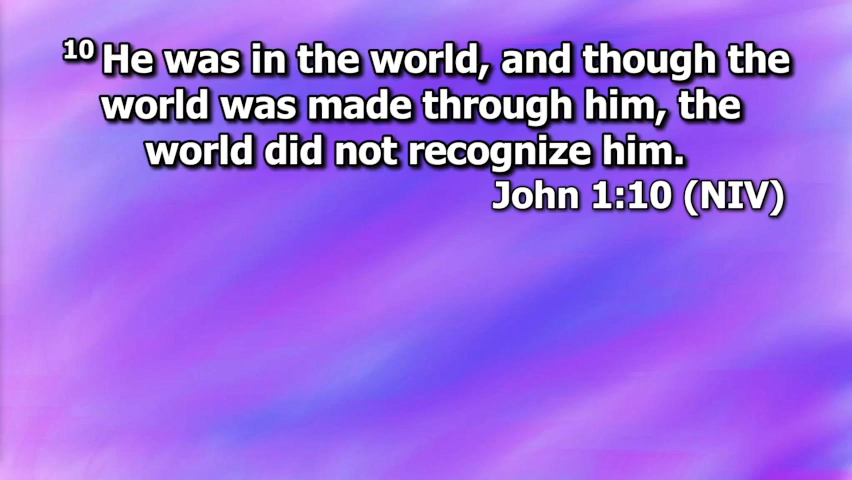 10 He was in the world, and though the
world was made through him, the
world did not recognize him.
John 1:10 (NIV)